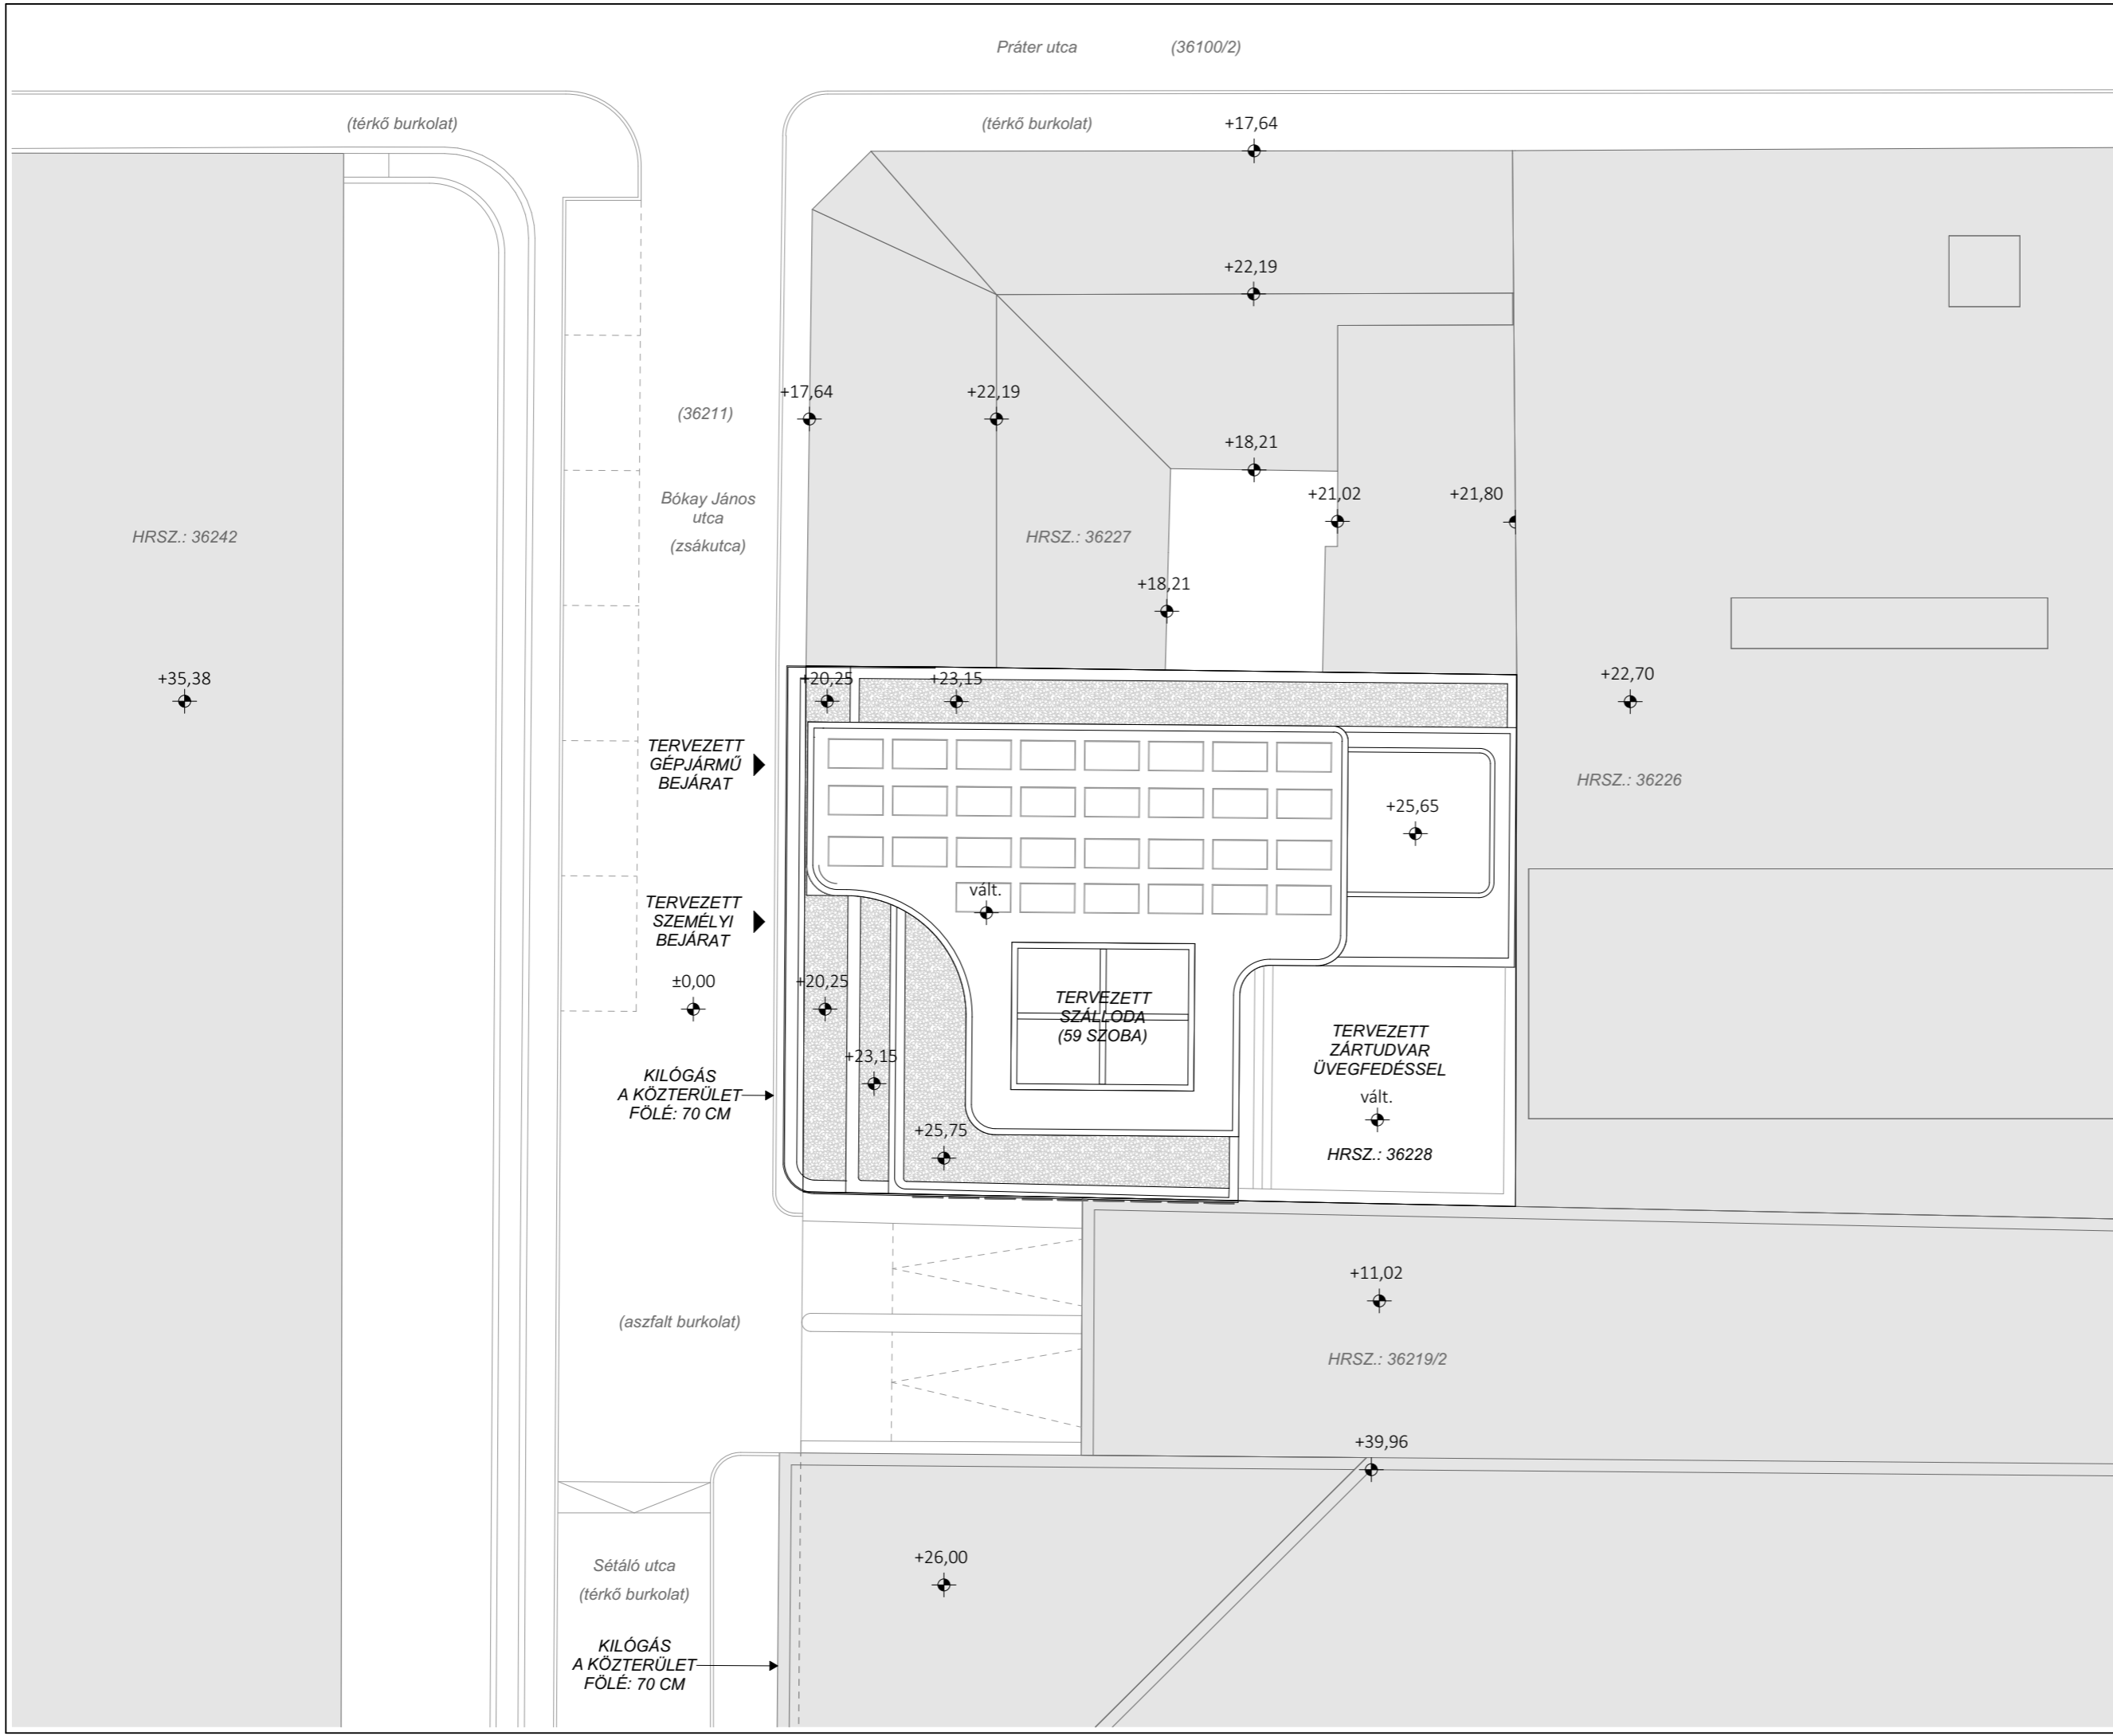 Práter utca (36100/2)
(térkő burkolat)
(térkő burkolat)
+17,64
+22,19
+17,64
+22,19
(36211)
+18,21
Bókay János
utca
(zsákutca)
+21,02
+21,80
HRSZ.: 36242
HRSZ.: 36227
+18,21
+35,38
+20,25
+23,15
+22,70
TERVEZETT
GÉPJÁRMŰ
BEJÁRAT
HRSZ.: 36226
+25,65
vált.
TERVEZETT
SZEMÉLYI
BEJÁRAT
±0,00
+20,25
TERVEZETT
SZÁLLODA
(59 SZOBA)
TERVEZETT
ZÁRTUDVAR
ÜVEGFEDÉSSEL
vált.
HRSZ.: 36228
+23,15
KILÓGÁS
A KÖZTERÜLET
FÖLÉ: 70 CM
+25,75
+11,02
(aszfalt burkolat)
HRSZ.: 36219/2
+39,96
+26,00
Sétáló utca
(térkő burkolat)
KILÓGÁS
A KÖZTERÜLET
FÖLÉ: 70 CM